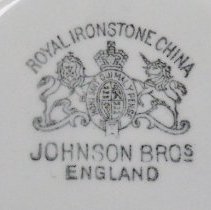 ROYAL IRONSTONE CHINA
JOHNSON BROS
ENGLAND